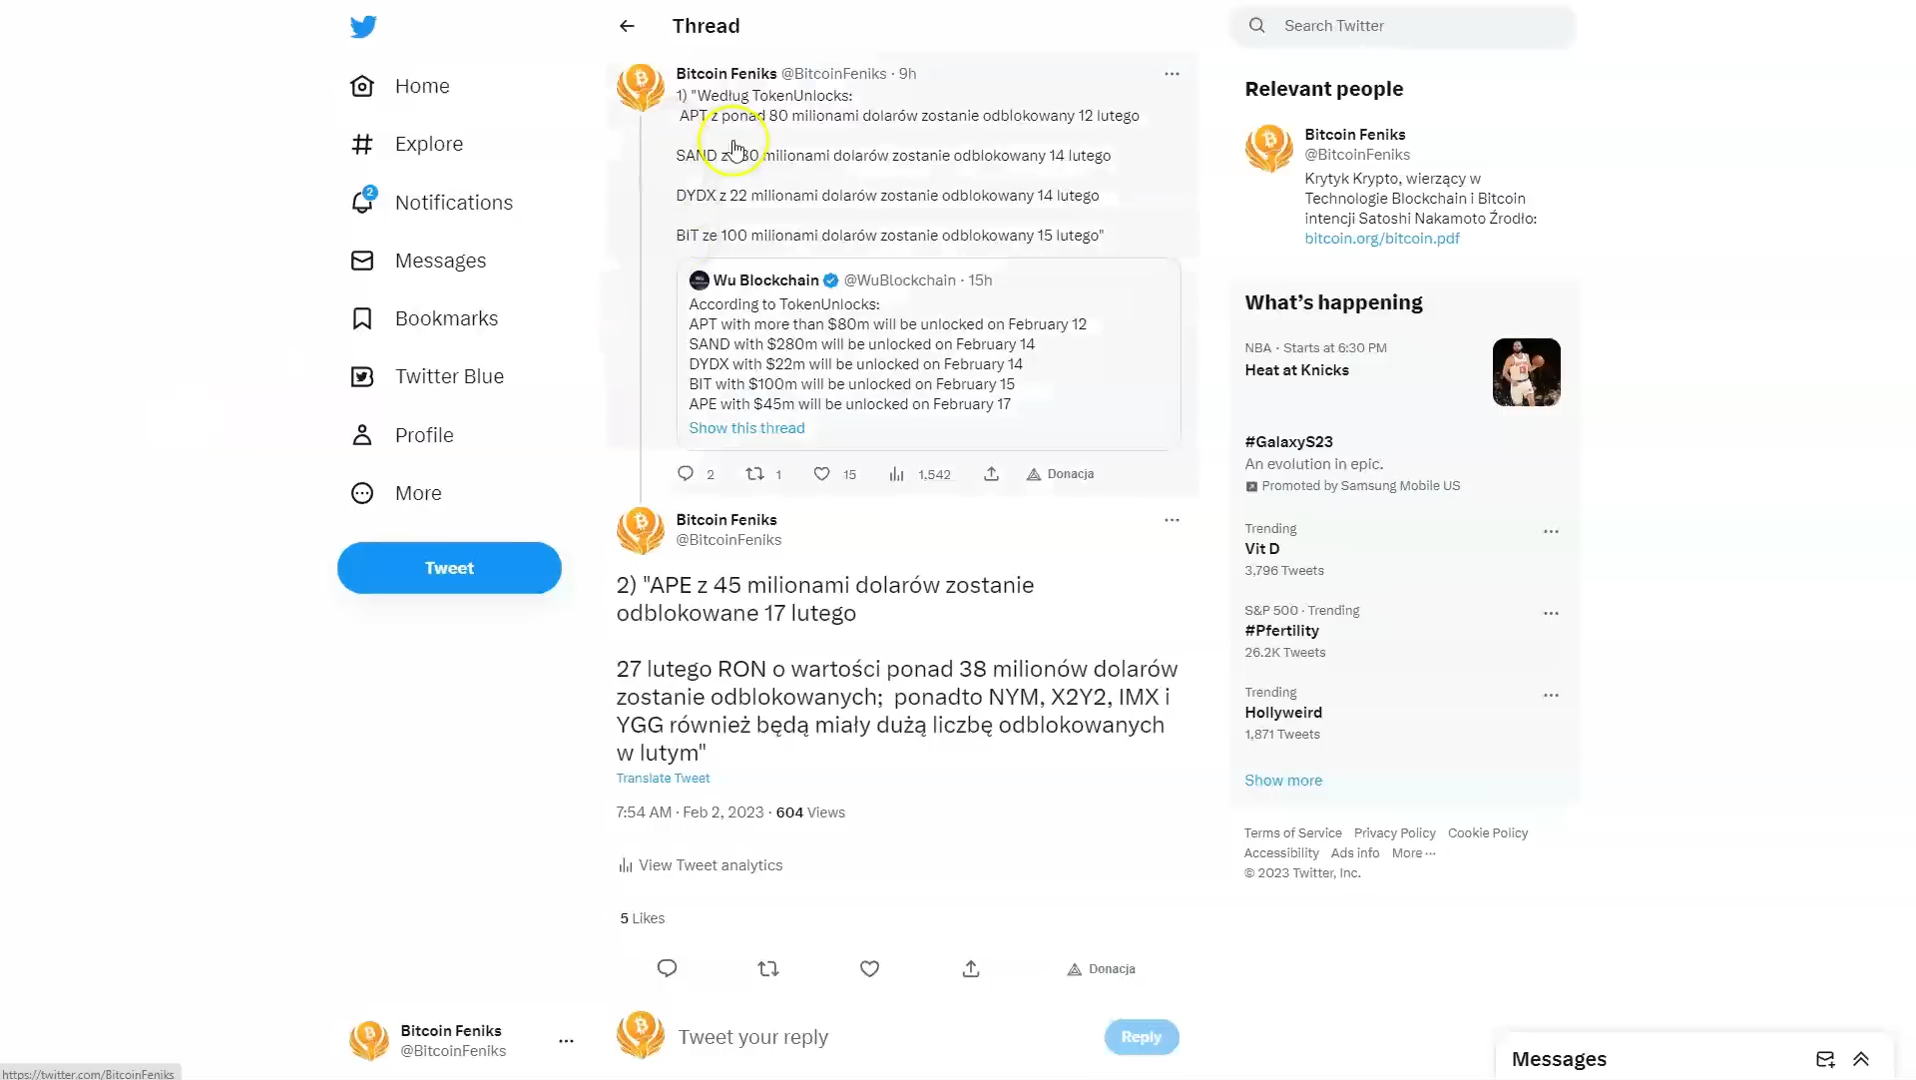 Home
Explore
2
Notifications
Messages
Bookmarks
Twitter Blue
Profile
More
Tweet
Bitcoin Feniks
@BitcoinFeniks
https://twitter.com/BitcoinFeniks
Thread
Bitcoin Feniks @BitcoinFeniks · 9h
1) "Według TokenUnlocks:
APT z ponad 80 milionami dolarów zostanie odblokowany 12 lutego
SAND milionami dolarów zostanie odblokowany 14 lutego
DYDX z 22 milionami dolarów zostanie odblokowany 14 lutego
BIT ze 100 milionami dolarów zostanie odblokowany 15 lutego"
Wu Blockchain @WuBlockchain · 15h
According to TokenUnlocks:
APT with more than $80m will be unlocked on February 12
SAND with $280m will be unlocked on February 14
DYDX with $22m will be unlocked on February 14
BIT with $100m will be unlocked on February 15
APE with $45m will be unlocked on February 17
Show this thread
2 1 15 1,542 Donacja
Bitcoin Feniks
@BitcoinFeniks
2) "APE z 45 milionami dolarów zostanie
odblokowane 17 lutego
27 lutego RON o wartości ponad 38 milionów dolarów
zostanie odblokowanych; ponadto NYM, X2Y2, IMX i
YGG również będą miały dużą liczbę odblokowanych
w lutym"
Translate Tweet
7:54 AM · Feb 2, 2023 · 604 Views
View Tweet analytics
5 Likes
Donacja
Tweet your reply
Reply
Search Twitter
Relevant people
Bitcoin Feniks
@BitcoinFeniks
Krytyk Krypto, wierzący w
Technologie Blockchain i Bitcoin
intencji Satoshi Nakamoto Źrodło:
bitcoin.org/bitcoin.pdf
What's happening
NBA · Starts at 6:30 PM
Heat at Knicks
#GalaxyS23
An evolution in epic.
Promoted by Samsung Mobile US
Trending
Vit D
3,796 Tweets
S&P 500 · Trending
#Pfertility
26.2K Tweets
Trending
Hollyweird
1,871 Tweets
Show more
Terms of Service Privacy Policy Cookie Policy
Accessibility Ads info More ···
© 2023 Twitter, Inc.
Messages